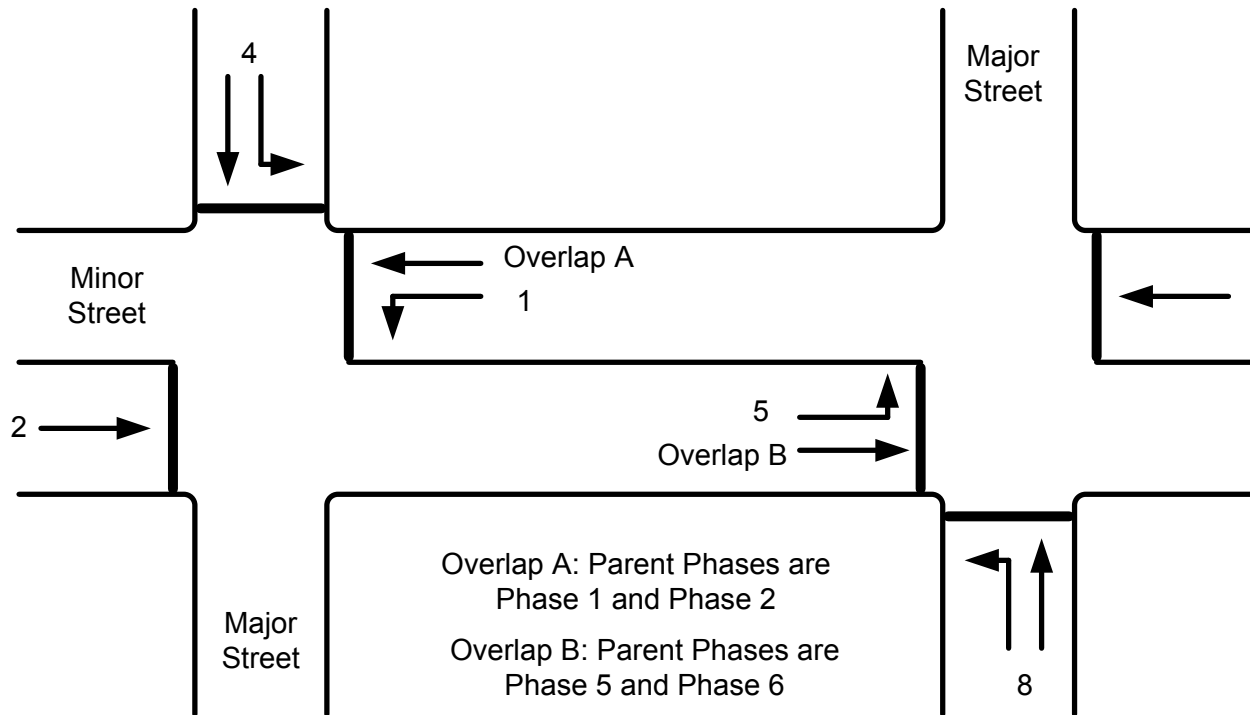 4
Major
Street
Overlap A
Minor
Street
1
5
2
Overlap B
Overlap A: Parent Phases are
Phase 1 and Phase 2
Major
Street
Overlap B: Parent Phases are
Phase 5 and Phase 6
8